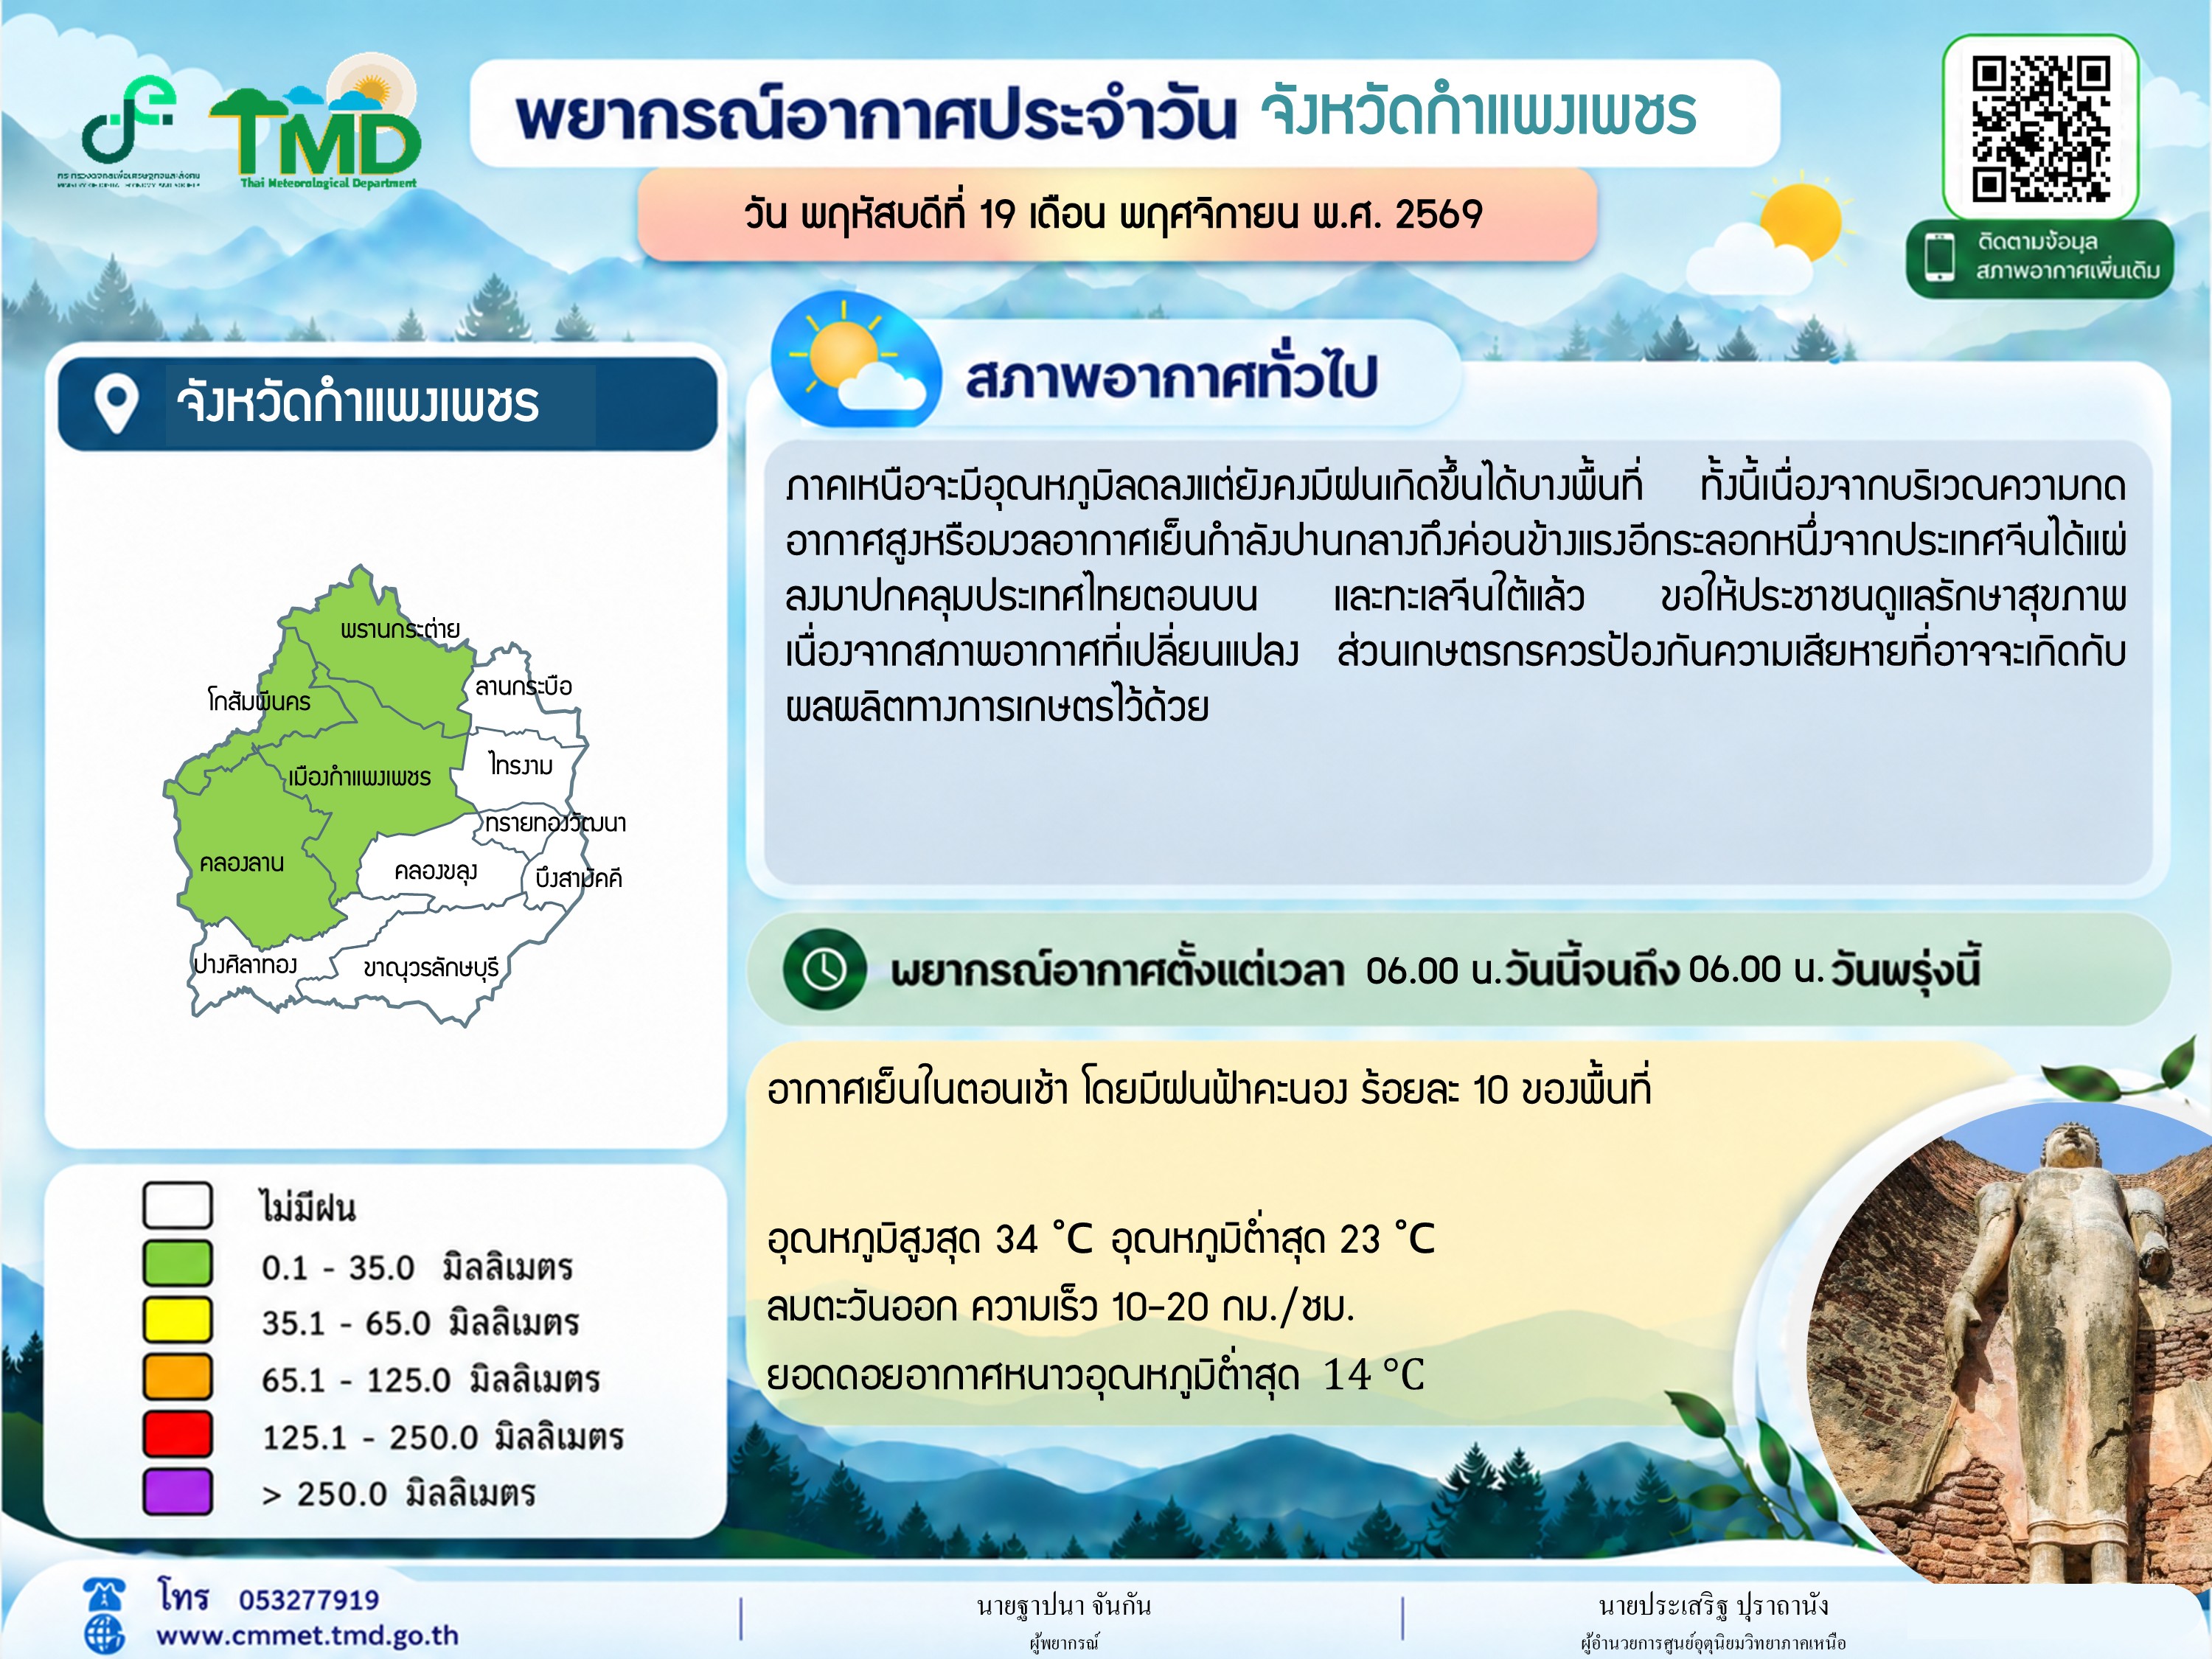 พยากรณ์อากาศประจำวัน จังหวัดกำแพงเพชร
TMD
Thai Meteorological Department
วัน พฤหัสบดีที่ 19 เดือน พฤศจิกายน พ.ศ. 2569
ติดตามข้อมูล
สภาพอากาศเพิ่มเติม
จังหวัดกำแพงเพชร
พรานกระต่าย
ลานกระบือ
โกสัมพีนคร
ไทรงาม
เมืองกำแพงเพชร
ทรายทองวัฒนา
คลองลาน
คลองขลุง
บึงสามัคคี
ปางศิลาทอง
ขาณุวรลักษบุรี
ไม่มีฝน
0.1 - 35.0 มิลลิเมตร
35.1 - 65.0 มิลลิเมตร
65.1 - 125.0 มิลลิเมตร
125.1 - 250.0 มิลลิเมตร
> 250.0 มิลลิเมตร
สภาพอากาศทั่วไป
ภาคเหนือจะมีอุณหภูมิลดลงแต่ยังคงมีฝนเกิดขึ้นได้บางพื้นที่ ทั้งนี้เนื่องจากบริเวณความกด
อากาศสูงหรือมวลอากาศเย็นกำลังปานกลางถึงค่อนข้างแรงอีกระลอกหนึ่งจากประเทศจีนได้แผ่
ลงมาปกคลุมประเทศไทยตอนบน และทะเลจีนใต้แล้ว ขอให้ประชาชนดูแลรักษาสุขภาพ
เนื่องจากสภาพอากาศที่เปลี่ยนแปลง ส่วนเกษตรกรควรป้องกันความเสียหายที่อาจจะเกิดกับ
ผลผลิตทางการเกษตรไว้ด้วย
พยากรณ์อากาศตั้งแต่เวลา 06.00 น. วันนี้จนถึง 06.00 น. วันพรุ่งนี้
อากาศเย็นในตอนเช้า โดยมีฝนฟ้าคะนอง ร้อยละ 10 ของพื้นที่
อุณหภูมิสูงสุด 34 °C อุณหภูมิต่ำสุด 23 °C
ลมตะวันออก ความเร็ว 10-20 กม./ชม.
ยอดดอยอากาศหนาวอุณหภูมิต่ำสุด 14 °C
โทร 053277919
www.cmmet.tmd.go.th
นายฐาปนา จันกัน
ผู้พยากรณ์
นายประเสริฐ ปุราถานัง
ผู้อำนวยการศูนย์อุตุนิยมวิทยาภาคเหนือ